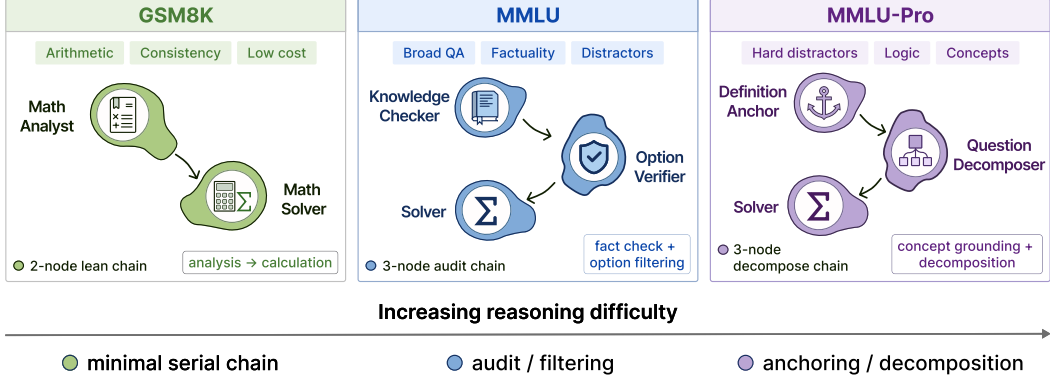 GSM8K
Arithmetic
Consistency
Low cost
Math
Analyst
Math
Solver
2-node lean chain
analysis → calculation
MMLU
Broad QA
Factuality
Distractors
Knowledge
Checker
Option
Verifier
Solver
Σ
3-node audit chain
fact check +
option filtering
MMLU-Pro
Hard distractors
Logic
Concepts
Definition
Anchor
Question
Decomposer
Solver
Σ
3-node
decompose chain
concept grounding +
decomposition
Increasing reasoning difficulty
minimal serial chain
audit / filtering
anchoring / decomposition